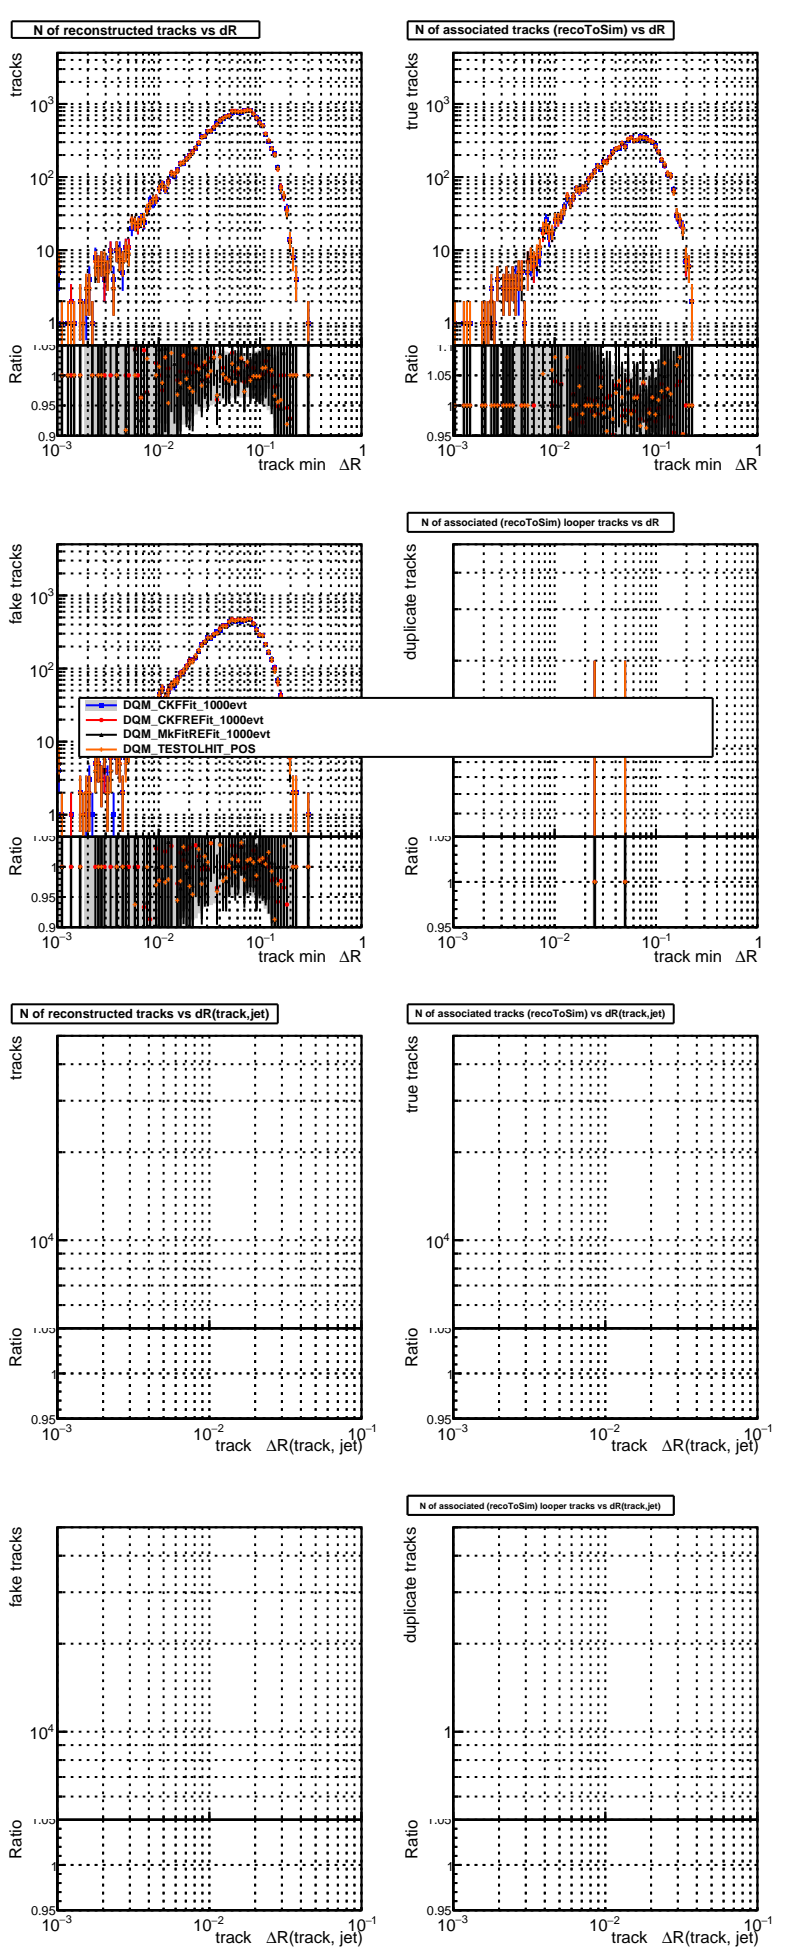 N of reconstructed tracks vs dR
tracks
10³
10²
10
1
Ratio
1.05
1
0.95
0.9
10⁻³ 10⁻² 10⁻¹ 1
track min ΔR
N of associated tracks (recoToSim) vs dR
true tracks
10³
10²
10
1
Ratio
1.1
1.05
1
0.95
10⁻³ 10⁻² 10⁻¹ 1
track min ΔR
fake tracks
10³
10²
10
1
Ratio
1.05
1
0.95
0.9
10⁻³ 10⁻² 10⁻¹ 1
track min ΔR
N of associated (recoToSim) looper tracks vs dR
duplicate tracks
Ratio
1.05
1
0.95
10⁻³ 10⁻² 10⁻¹ 1
track min ΔR
DQM_CKFFit_1000evt
DQM_CKFREFit_1000evt
DQM_MkFitREFit_1000evt
DQM_TESTOLHIT_POS
N of reconstructed tracks vs dR(track,jet)
tracks
10⁴
Ratio
1.05
1
0.95
10⁻³ 10⁻² 10⁻¹
track ΔR(track, jet)
N of associated tracks (recoToSim) vs dR(track,jet)
true tracks
10⁴
Ratio
1.05
1
0.95
10⁻³ 10⁻² 10⁻¹
track ΔR(track, jet)
fake tracks
10⁴
Ratio
1.05
1
0.95
10⁻³ 10⁻² 10⁻¹
track ΔR(track, jet)
N of associated (recoToSim) looper tracks vs dR(track,jet)
duplicate tracks
1
Ratio
1.05
1
0.95
10⁻³ 10⁻² 10⁻¹
track ΔR(track, jet)